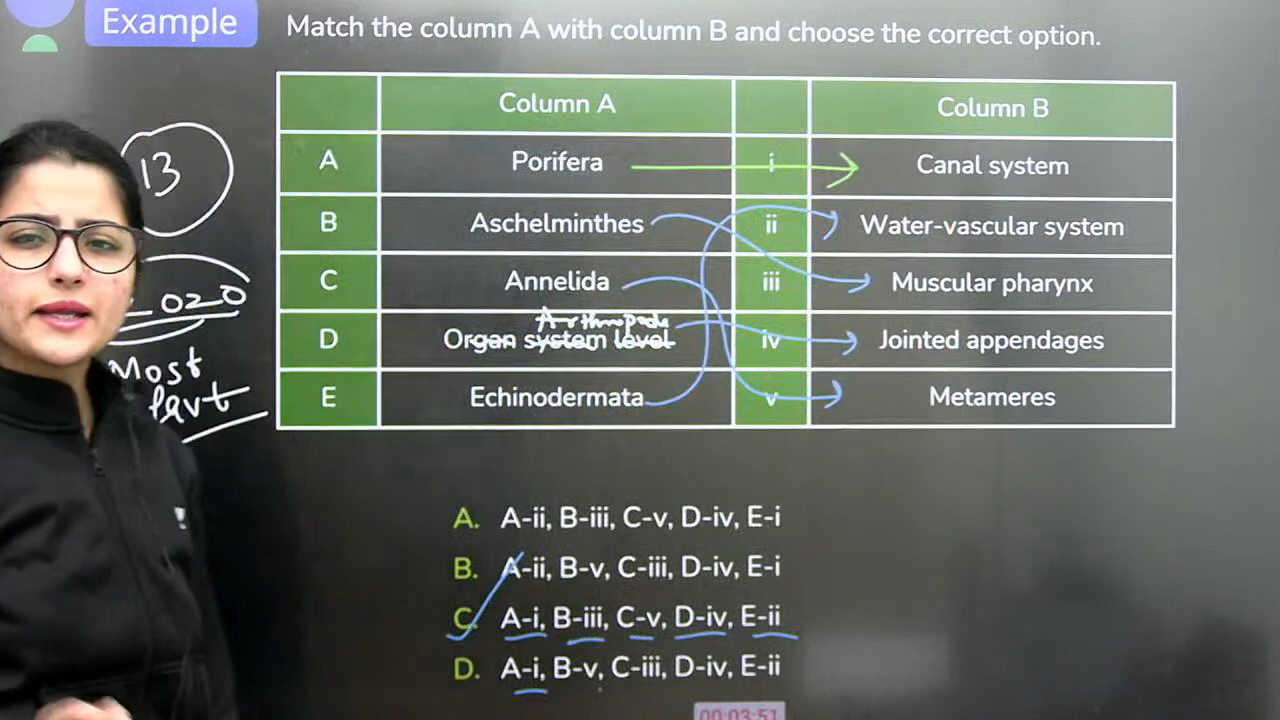 Example
Match the column A with column B and choose the correct option.
Column A Column B
A Porifera i Canal system
B Aschelminthes ii Water-vascular system
C Annelida iii Muscular pharynx
Arthropoda
D Organ system level iv Jointed appendages
E Echinodermata v Metameres
13
020
Most
A. A-ii, B-iii, C-v, D-iv, E-i
B. A-ii, B-v, C-iii, D-iv, E-i
C. A-i, B-iii, C-v, D-iv, E-ii
D. A-i, B-v, C-iii, D-iv, E-ii
00:03:51